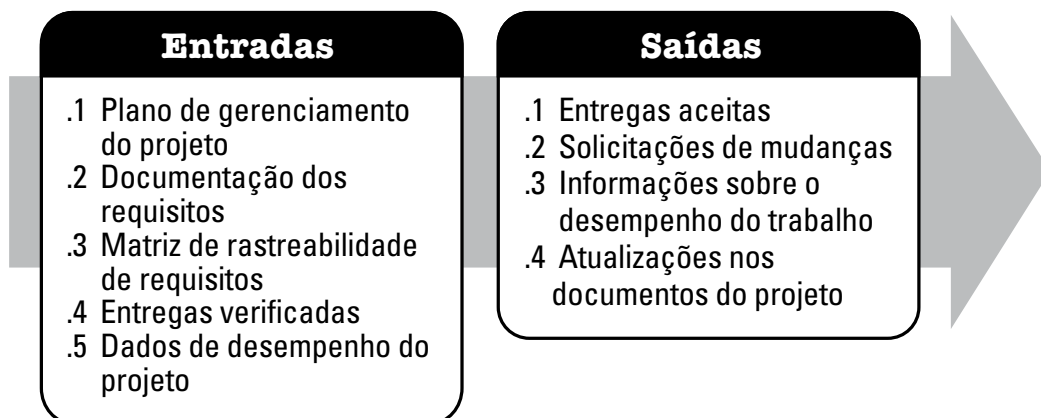 Entradas
.1 Plano de gerenciamento
do projeto
.2 Documentação dos
requisitos
.3 Matriz de rastreabilidade
de requisitos
.4 Entregas verificadas
.5 Dados de desempenho do
projeto
Saídas
.1 Entregas aceitas
.2 Solicitações de mudanças
.3 Informações sobre o
desempenho do trabalho
.4 Atualizações nos
documentos do projeto